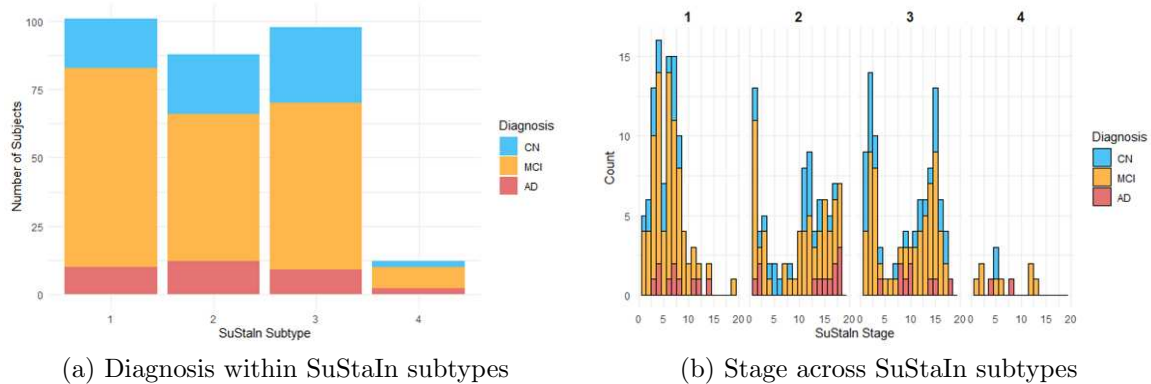 Number of Subjects
100
75
50
25
0
1 2 3 4
SuStaIn Subtype
Diagnosis
CN
MCI
AD
(a) Diagnosis within SuStaIn subtypes
1 2 3 4
Count
15
10
5
0
0 5 10 15 20 0 5 10 15 20 0 5 10 15 20 0 5 10 15 20
SuStaIn Stage
Diagnosis
CN
MCI
AD
(b) Stage across SuStaIn subtypes